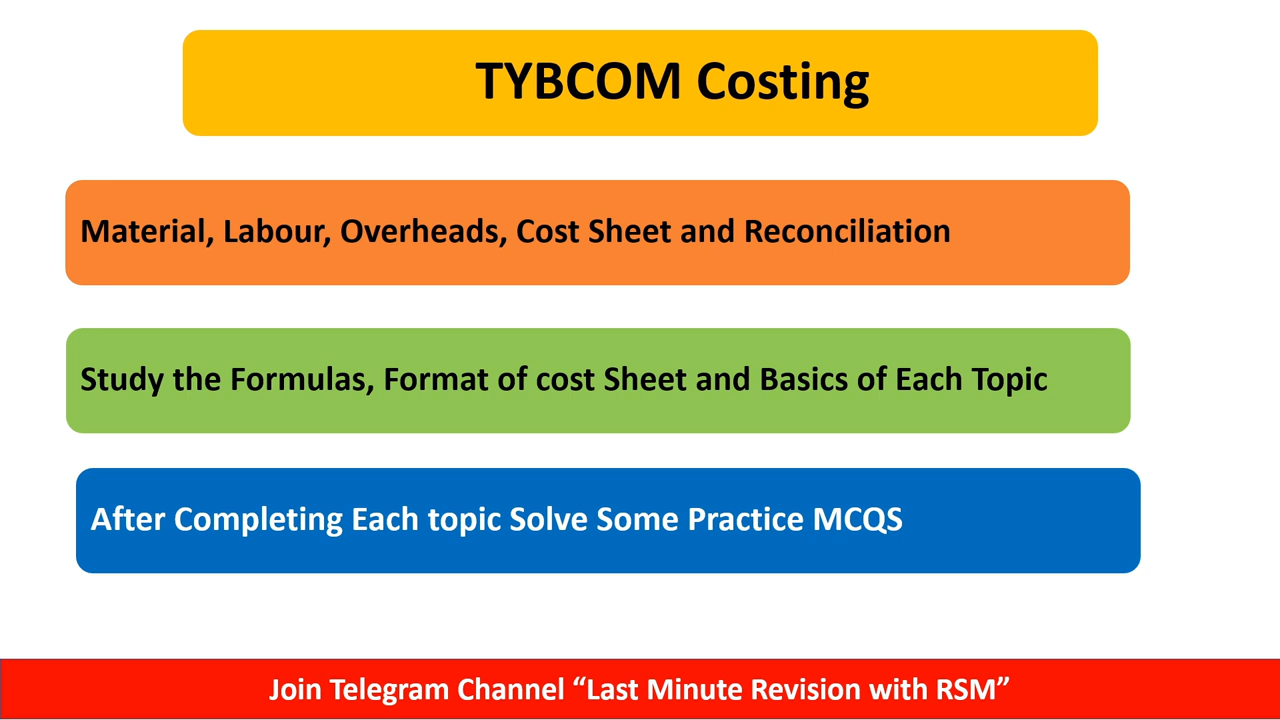 TYBCOM Costing
Material, Labour, Overheads, Cost Sheet and Reconciliation
Study the Formulas, Format of cost Sheet and Basics of Each Topic
After Completing Each topic Solve Some Practice MCQS
Join Telegram Channel “Last Minute Revision with RSM”